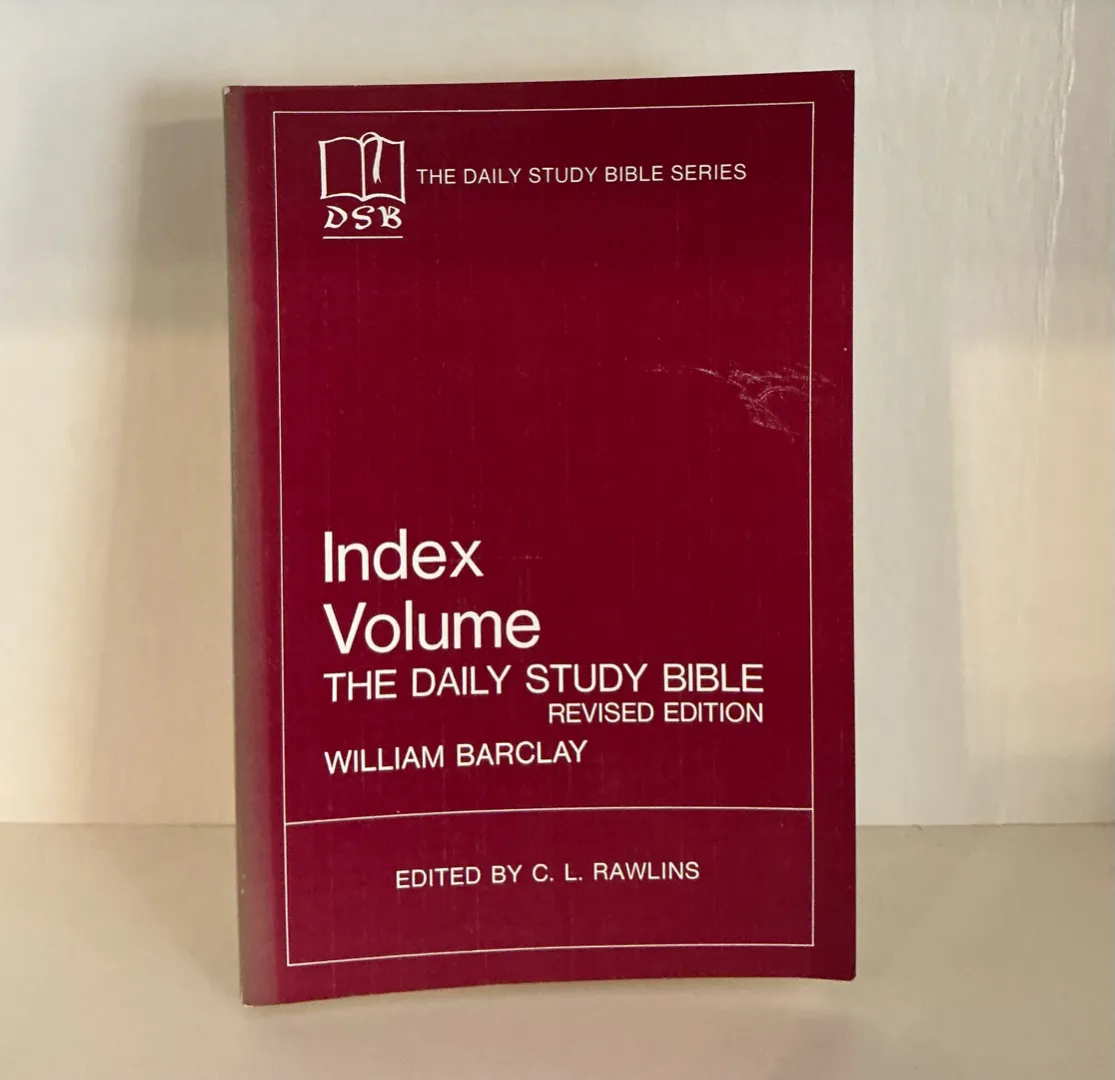 THE DAILY STUDY BIBLE SERIES
DSB
Index
Volume
THE DAILY STUDY BIBLE
REVISED EDITION
WILLIAM BARCLAY
EDITED BY C. L. RAWLINS